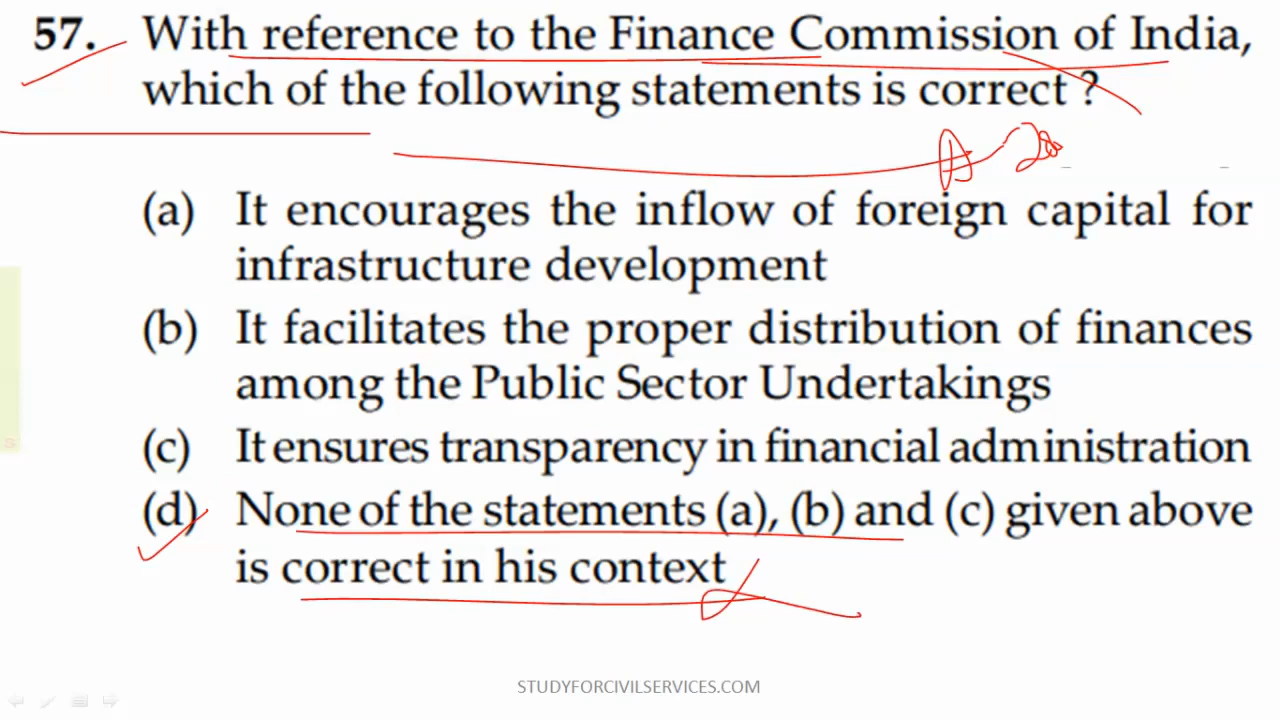 57. With reference to the Finance Commission of India,
which of the following statements is correct ?
(a) It encourages the inflow of foreign capital for
infrastructure development
(b) It facilitates the proper distribution of finances
among the Public Sector Undertakings
(c) It ensures transparency in financial administration
(d) None of the statements (a), (b) and (c) given above
is correct in his context
STUDYFORCIVILSERVICES.COM